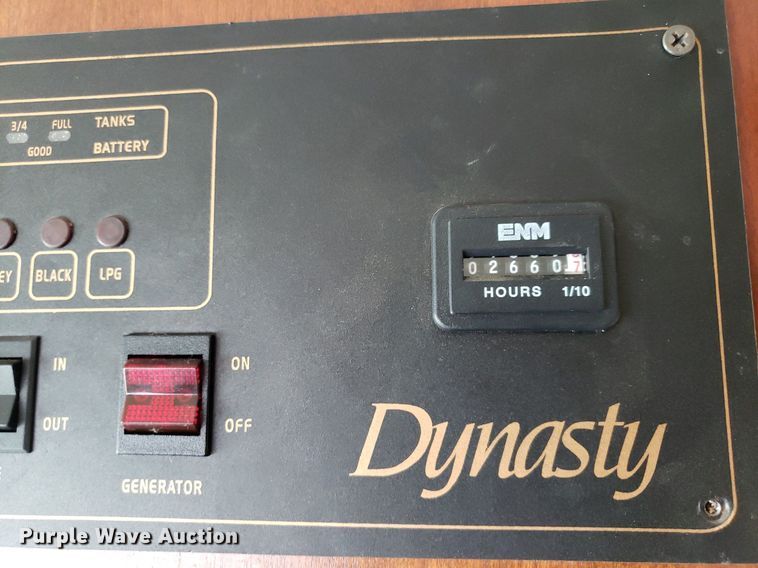 3/4 FULL TANKS
GOOD BATTERY
ENM
0 2 6 6 0 7
HOURS 1/10
EY BLACK LPG
IN ON
OUT OFF
GENERATOR
Dynasty
Purple Wave Auction